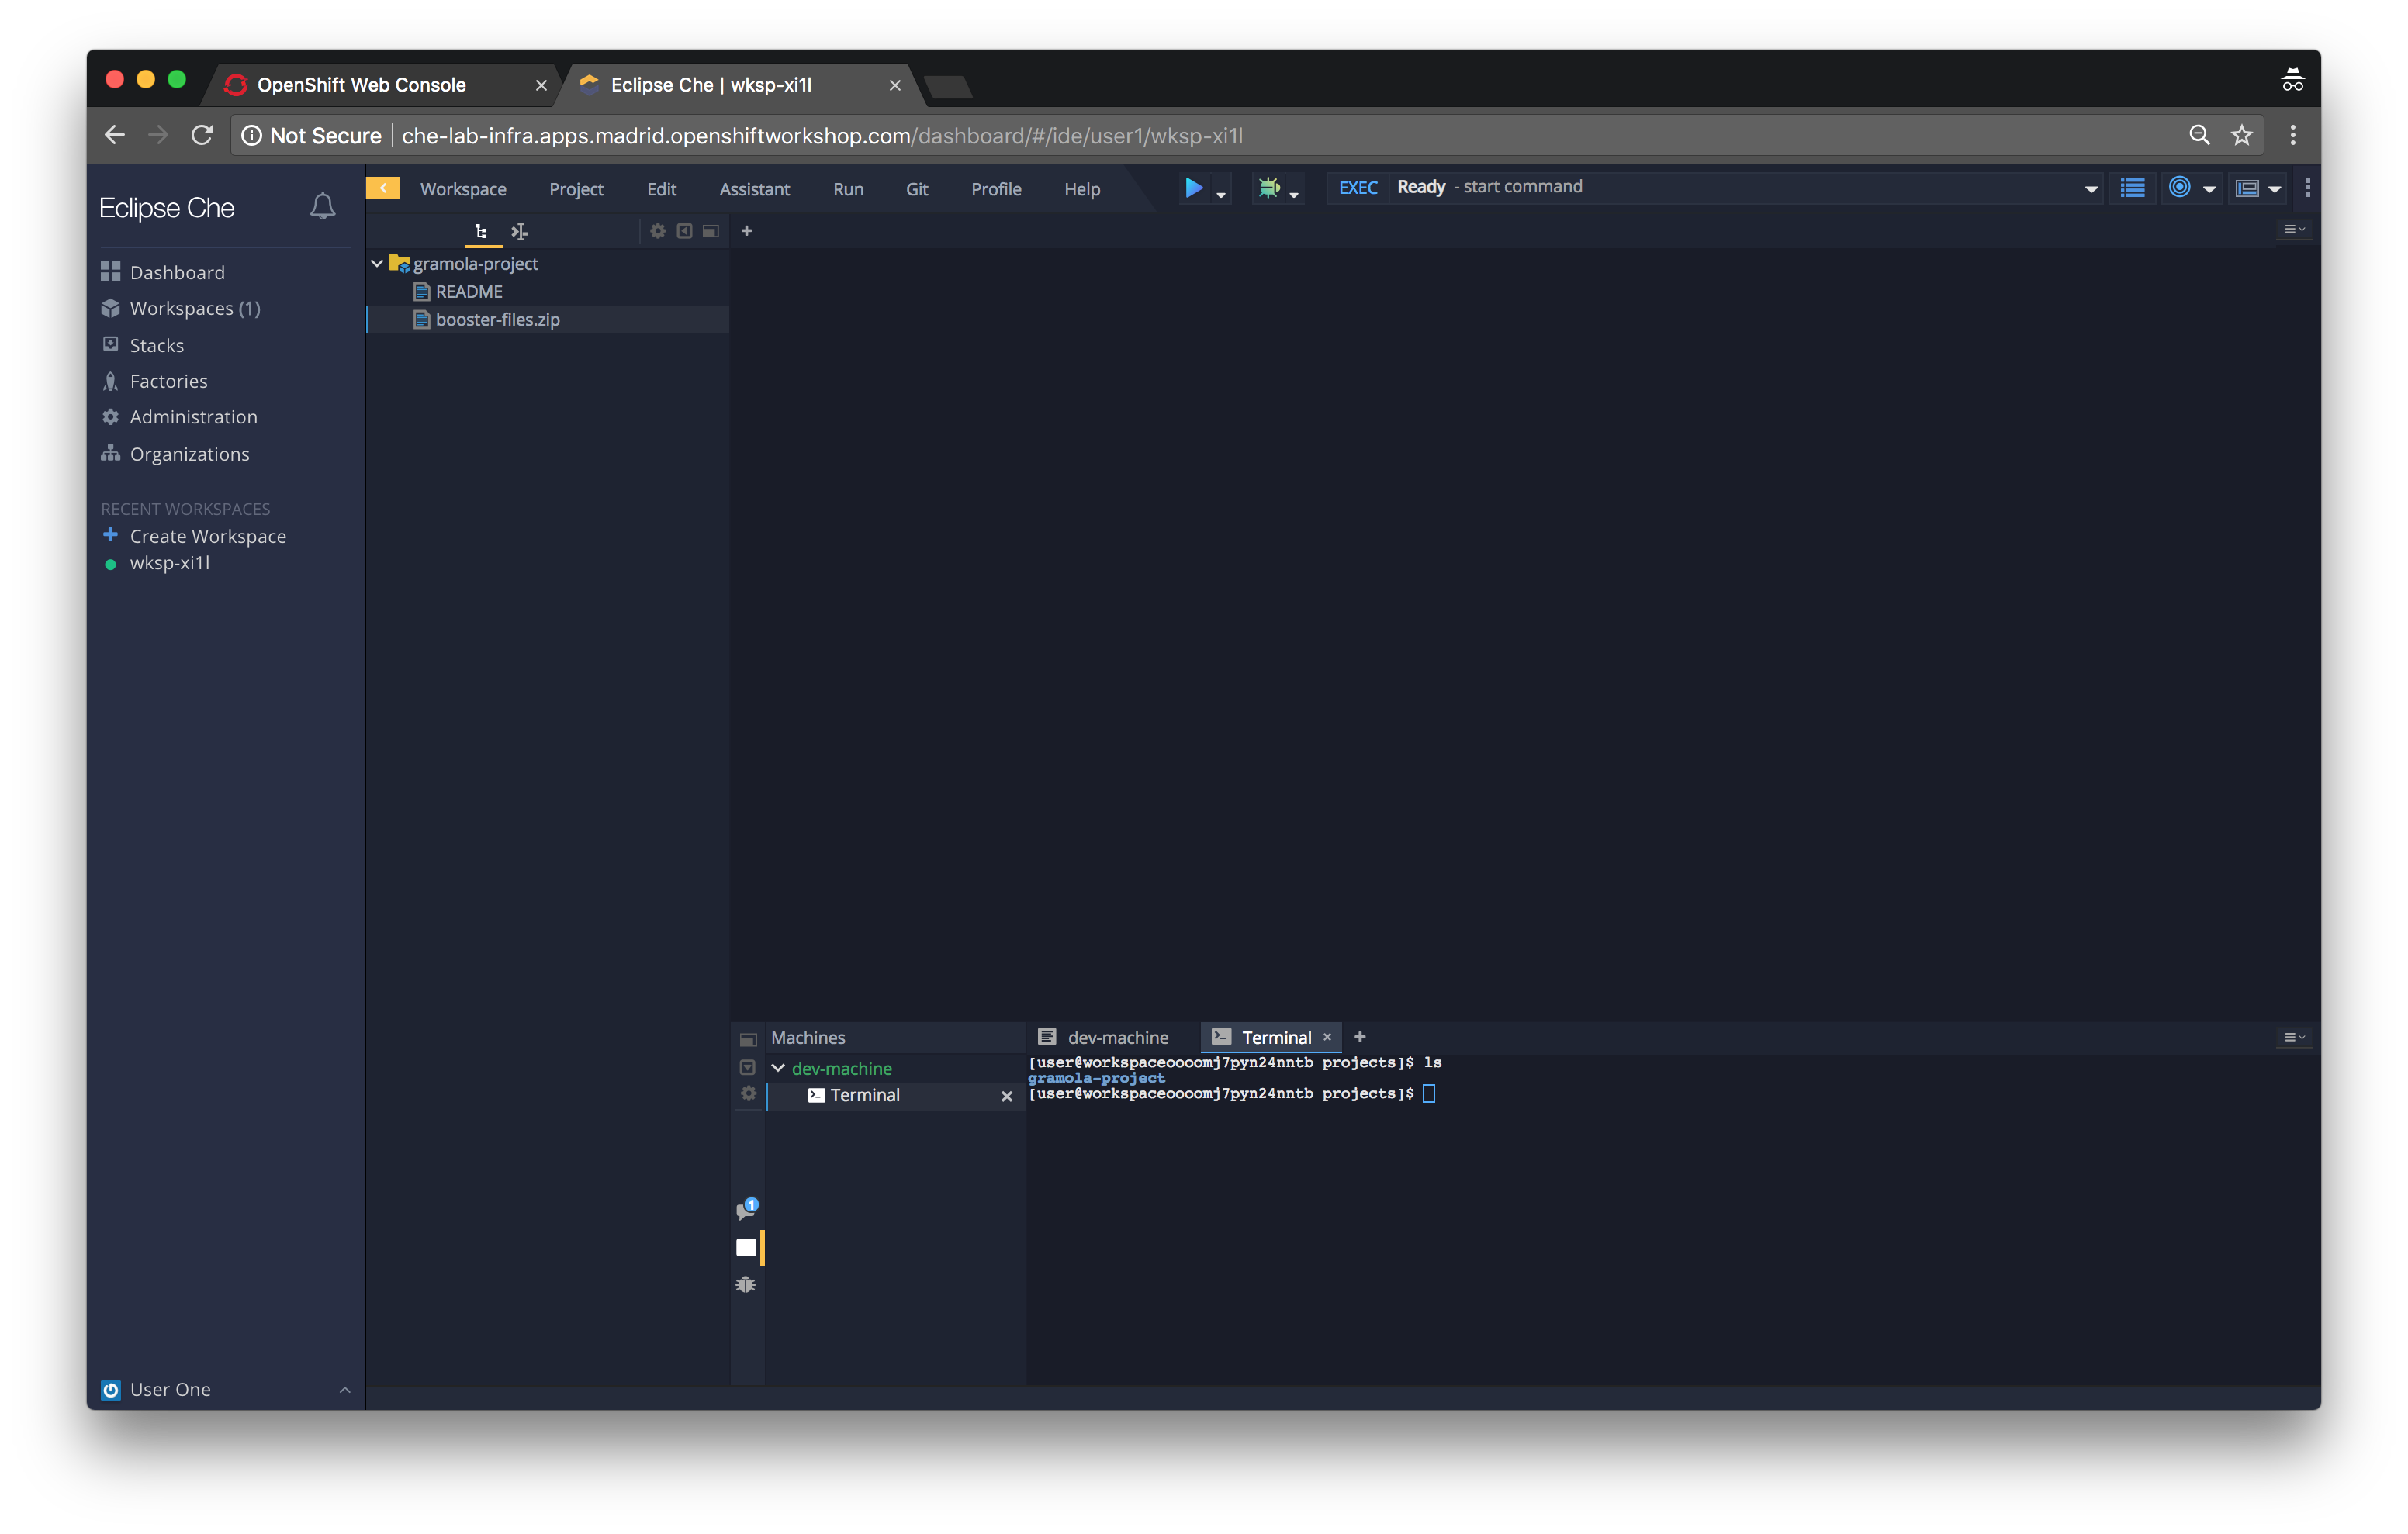 OpenShift Web Console
Eclipse Che | wksp-xi1l
Not Secure che-lab-infra.apps.madrid.openshiftworkshop.com/dashboard/#/ide/user1/wksp-xi1l
Eclipse Che
Dashboard
Workspaces (1)
Stacks
Factories
Administration
Organizations
RECENT WORKSPACES
Create Workspace
wksp-xi1l
User One
Workspace Project Edit Assistant Run Git Profile Help
EXEC Ready - start command
gramola-project
README
booster-files.zip
Machines
dev-machine
Terminal
dev-machine Terminal
[user@workspaceoooomj7pyn24nntb projects]$ ls
gramola-project
[user@workspaceoooomj7pyn24nntb projects]$
1